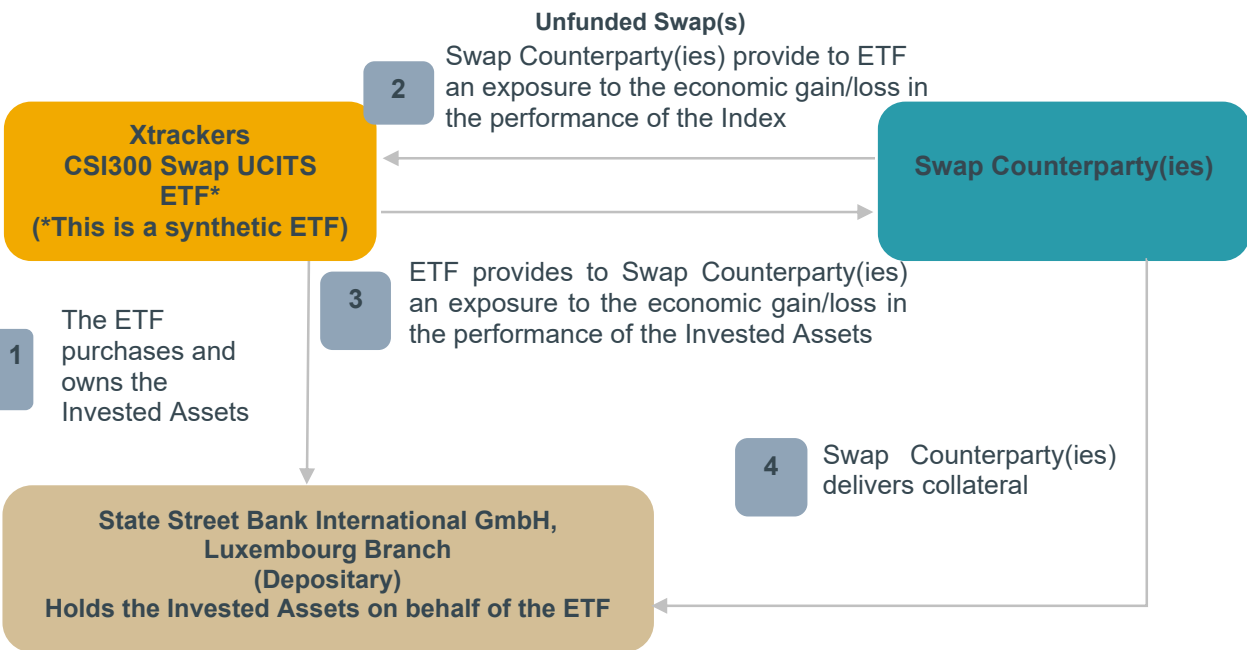 Unfunded Swap(s)
2
Swap Counterparty(ies) provide to ETF
an exposure to the economic gain/loss in
the performance of the Index
Xtrackers
CSI300 Swap UCITS
ETF*
(*This is a synthetic ETF)
Swap Counterparty(ies)
3
ETF provides to Swap Counterparty(ies)
an exposure to the economic gain/loss in
the performance of the Invested Assets
1
The ETF
purchases and
owns the
Invested Assets
4
Swap Counterparty(ies)
delivers collateral
State Street Bank International GmbH,
Luxembourg Branch
(Depositary)
Holds the Invested Assets on behalf of the ETF